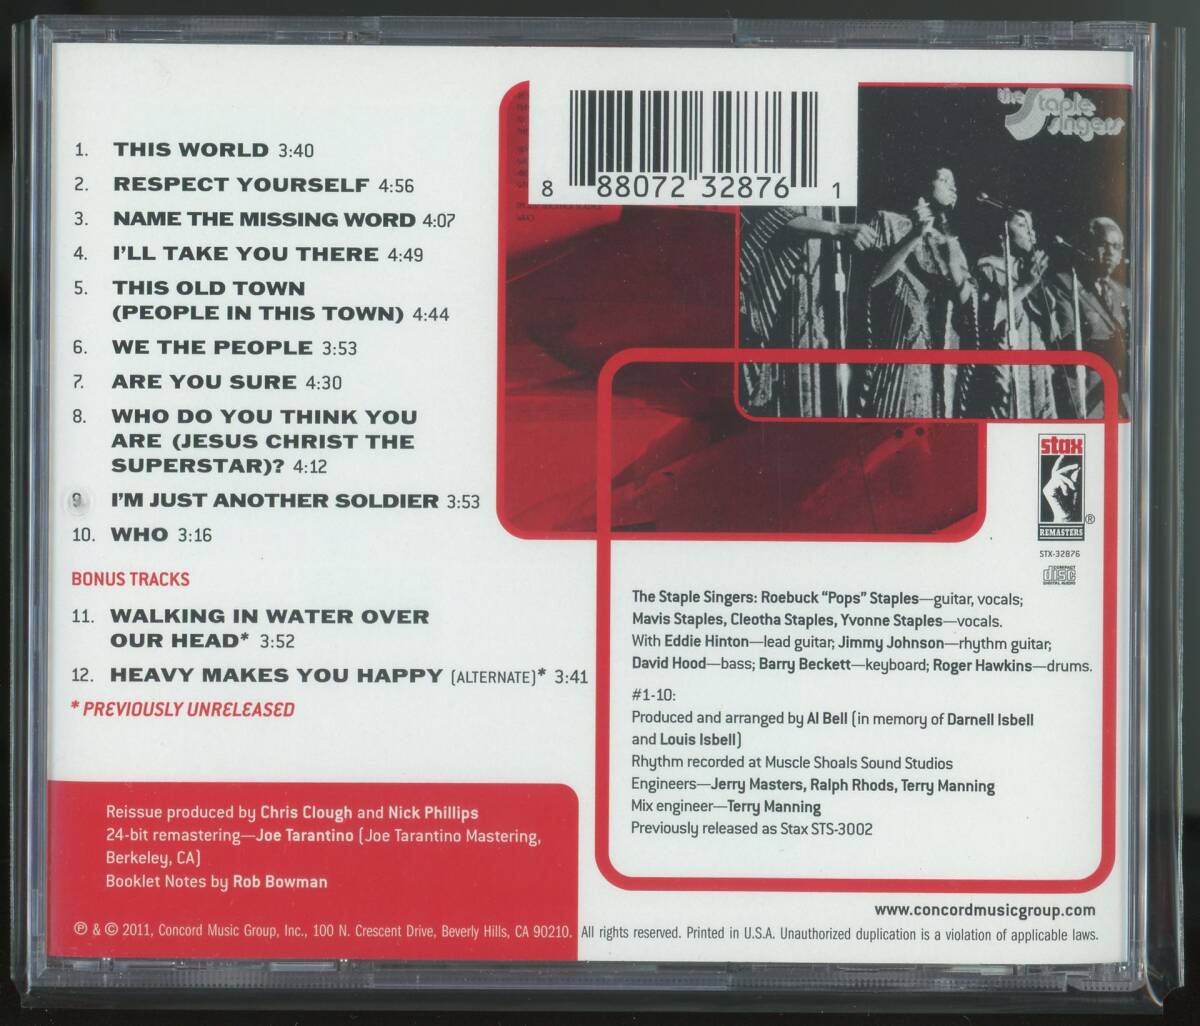 1. THIS WORLD 3:40
2. RESPECT YOURSELF 4:56
3. NAME THE MISSING WORD 4:07
4. I'LL TAKE YOU THERE 4:49
5. THIS OLD TOWN
(PEOPLE IN THIS TOWN) 4:44
6. WE THE PEOPLE 3:53
7. ARE YOU SURE 4:30
8. WHO DO YOU THINK YOU
ARE (JESUS CHRIST THE
SUPERSTAR)? 4:12
9. I'M JUST ANOTHER SOLDIER 3:53
10. WHO 3:16
BONUS TRACKS
11. WALKING IN WATER OVER
OUR HEAD* 3:52
12. HEAVY MAKES YOU HAPPY (ALTERNATE)* 3:41
* PREVIOUSLY UNRELEASED
Reissue produced by Chris Clough and Nick Phillips
24-bit remastering—Joe Tarantino (Joe Tarantino Mastering,
Berkeley, CA)
Booklet Notes by Rob Bowman
8 88072 32876 1
the Staple
Singers
stax
®
REMASTERS
STX-32876
COMPACT
disc
DIGITAL AUDIO
The Staple Singers: Roebuck "Pops" Staples—guitar, vocals;
Mavis Staples, Cleotha Staples, Yvonne Staples—vocals.
With Eddie Hinton—lead guitar; Jimmy Johnson—rhythm guitar;
David Hood—bass; Barry Beckett—keyboard; Roger Hawkins—drums.
#1-10:
Produced and arranged by Al Bell (in memory of Darnell Isbell
and Louis Isbell)
Rhythm recorded at Muscle Shoals Sound Studios
Engineers—Jerry Masters, Ralph Rhods, Terry Manning
Mix engineer—Terry Manning
Previously released as Stax STS-3002
www.concordmusicgroup.com
℗ & © 2011, Concord Music Group, Inc., 100 N. Crescent Drive, Beverly Hills, CA 90210. All rights reserved. Printed in U.S.A. Unauthorized duplication is a violation of applicable laws.